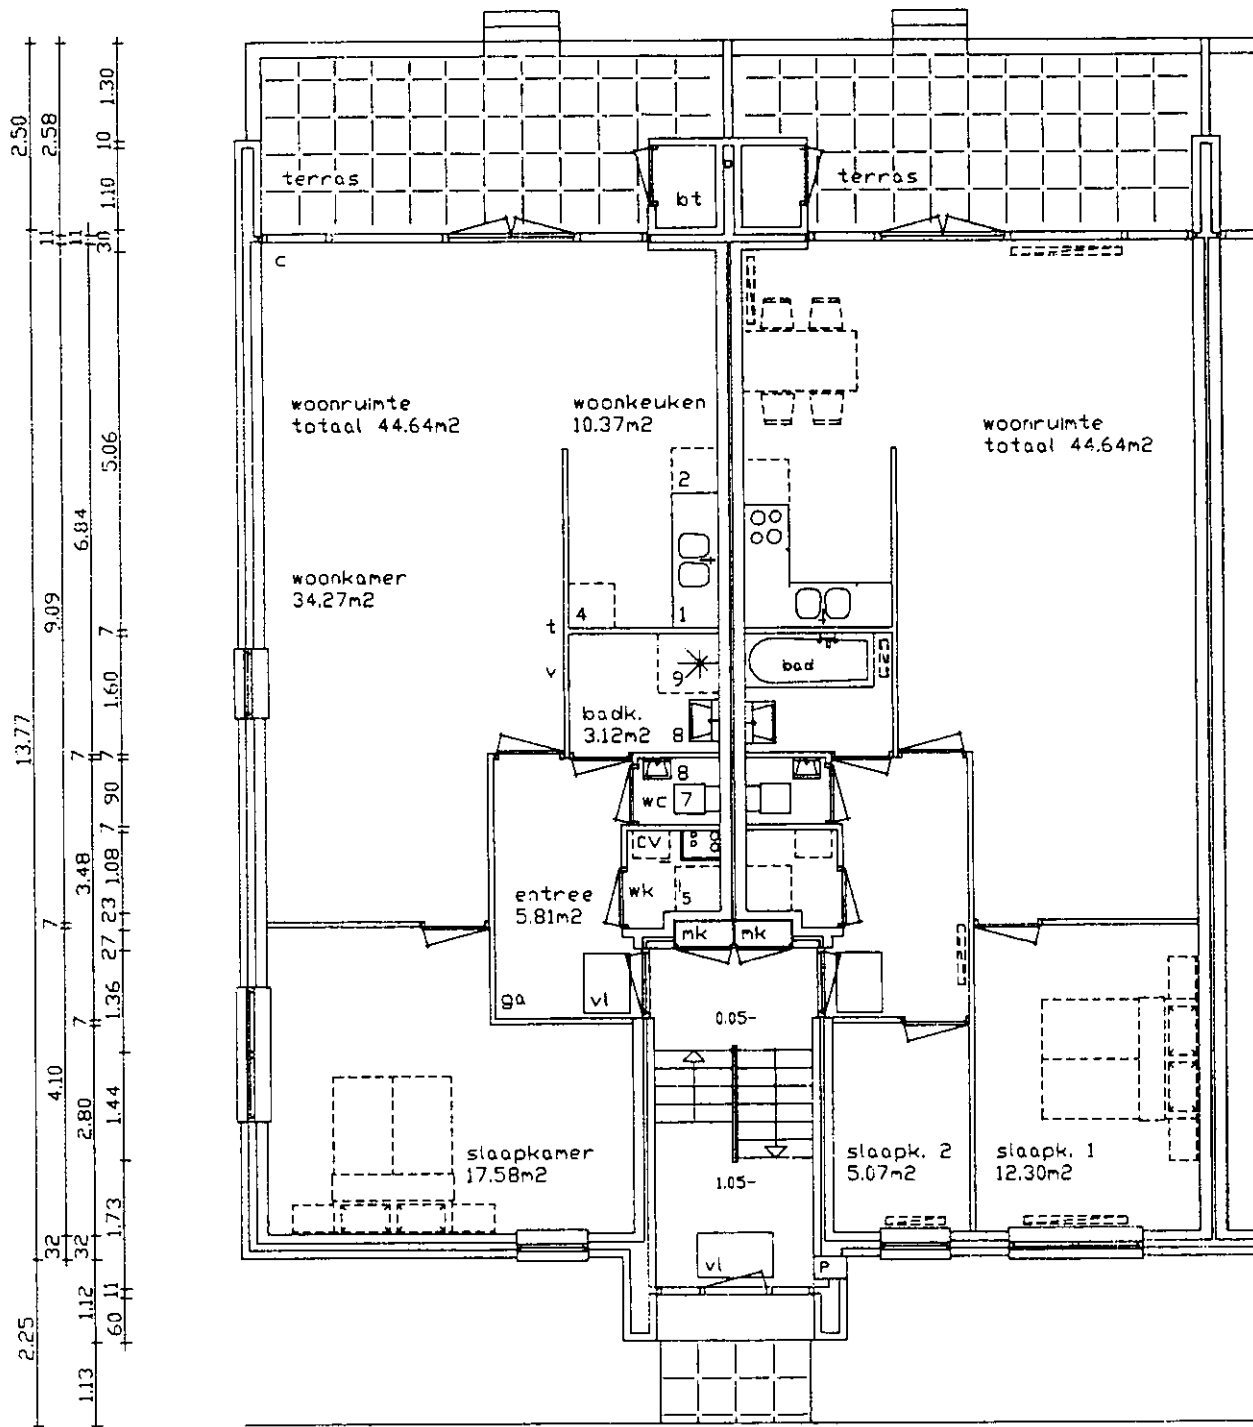 terras
bt
terras
c
woonruimte
totaal 44.64m2
woonkeuken
10.37m2
woonruimte
totaal 44.64m2
2
woonkamer
34.27m2
4
1
t
v
9
bad
badk.
3.12m2
8
8
wc
7
CV
wk
5
entree
5.81m2
mk
mk
ga
vl
0.05-
slaapkamer
17.58m2
1.05-
slaapk. 2
5.07m2
slaapk. 1
12.30m2
vl
P
2.50
13.77
2.25
2.58
11
9.09
7
4.10
32
11
6.84
7
3.48
7
2.80
32
1.12
1.13
1.30
10
1.10
30
5.06
7
1.60
7
90
7
1.08
23
27
1.36
1.44
1.73
11
60